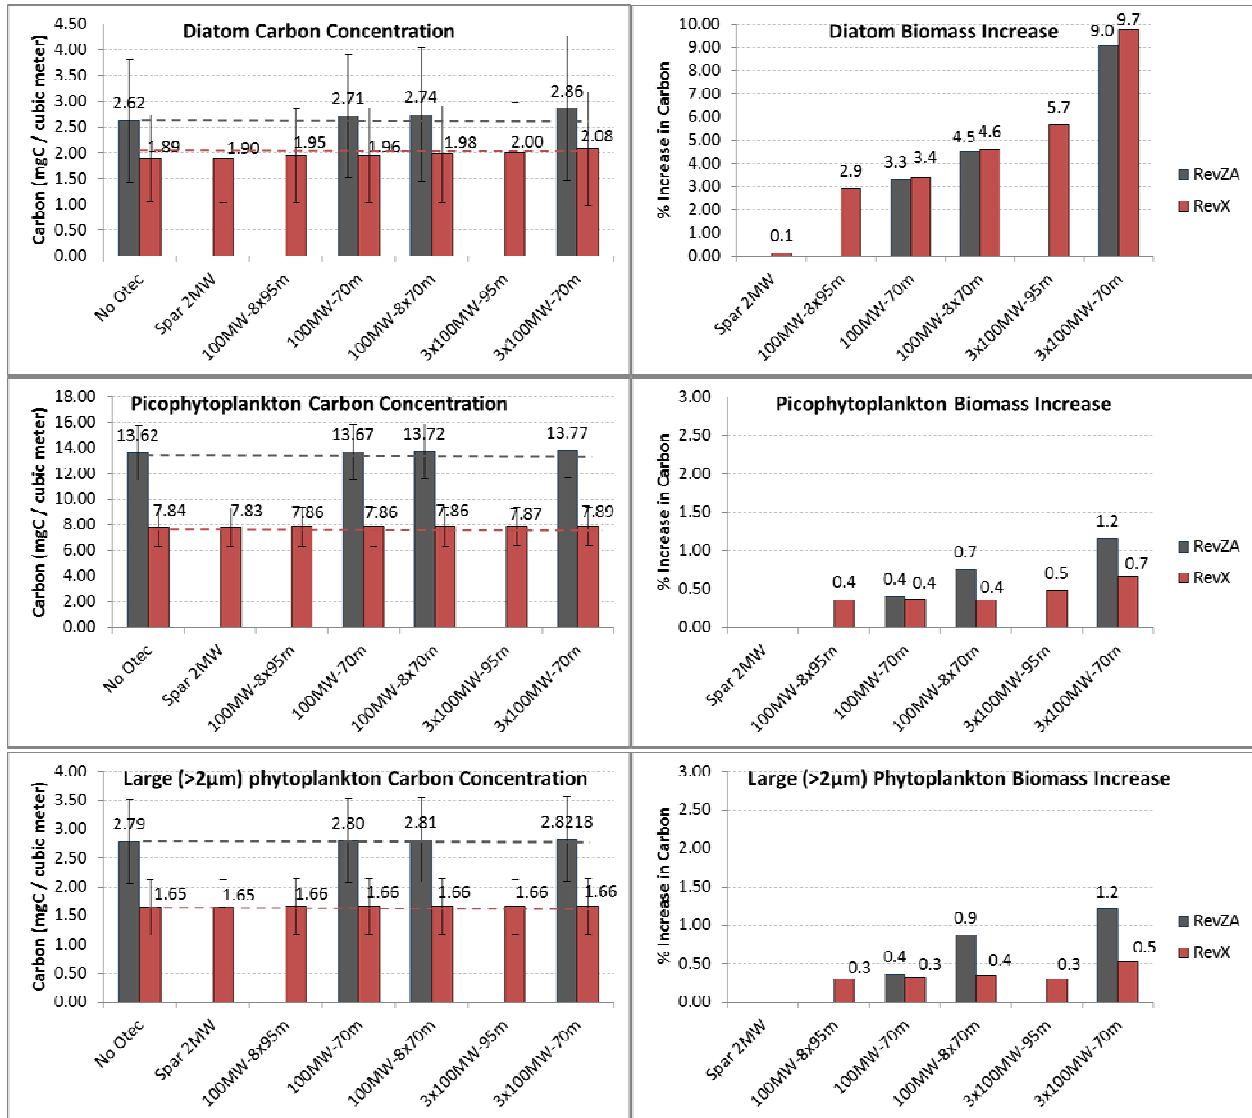 Diatom Carbon Concentration
Carbon (mgC / cubic meter)
4.50
4.00
3.50
3.00
2.50
2.00
1.50
1.00
0.50
0.00
2.62
1.89
1.90
1.95
2.71
1.96
2.74
1.98
2.00
2.86
2.08
No Otec
Spar 2MW
100MW-8x95m
100MW-70m
100MW-8x70m
3x100MW-95m
3x100MW-70m
Diatom Biomass Increase
% Increase in Carbon
10.00
9.00
8.00
7.00
6.00
5.00
4.00
3.00
2.00
1.00
0.00
0.1
2.9
3.3
3.4
4.5
4.6
5.7
9.0
9.7
Spar 2MW
100MW-8x95m
100MW-70m
100MW-8x70m
3x100MW-95m
3x100MW-70m
RevZA
RevX
Picophytoplankton Carbon Concentration
Carbon (mgC / cubic meter)
18.00
16.00
14.00
12.00
10.00
8.00
6.00
4.00
2.00
0.00
13.62
7.84
7.83
7.86
13.67
7.86
13.72
7.86
7.87
13.77
7.89
No Otec
Spar 2MW
100MW-8x95m
100MW-70m
100MW-8x70m
3x100MW-95m
3x100MW-70m
Picophytoplankton Biomass Increase
% Increase in Carbon
3.00
2.50
2.00
1.50
1.00
0.50
0.00
0.4
0.4
0.4
0.7
0.4
0.5
1.2
0.7
Spar 2MW
100MW-8x95m
100MW-70m
100MW-8x70m
3x100MW-95m
3x100MW-70m
RevZA
RevX
Large (>2µm) phytoplankton Carbon Concentration
Carbon (mgC / cubic meter)
4.00
3.50
3.00
2.50
2.00
1.50
1.00
0.50
0.00
2.79
1.65
1.65
1.66
2.80
1.66
2.81
1.66
1.66
2.8218
1.66
No Otec
Spar 2MW
100MW-8x95m
100MW-70m
100MW-8x70m
3x100MW-95m
3x100MW-70m
Large (>2µm) Phytoplankton Biomass Increase
% Increase in Carbon
3.00
2.50
2.00
1.50
1.00
0.50
0.00
0.3
0.4
0.3
0.9
0.4
0.3
1.2
0.5
Spar 2MW
100MW-8x95m
100MW-70m
100MW-8x70m
3x100MW-95m
3x100MW-70m
RevZA
RevX